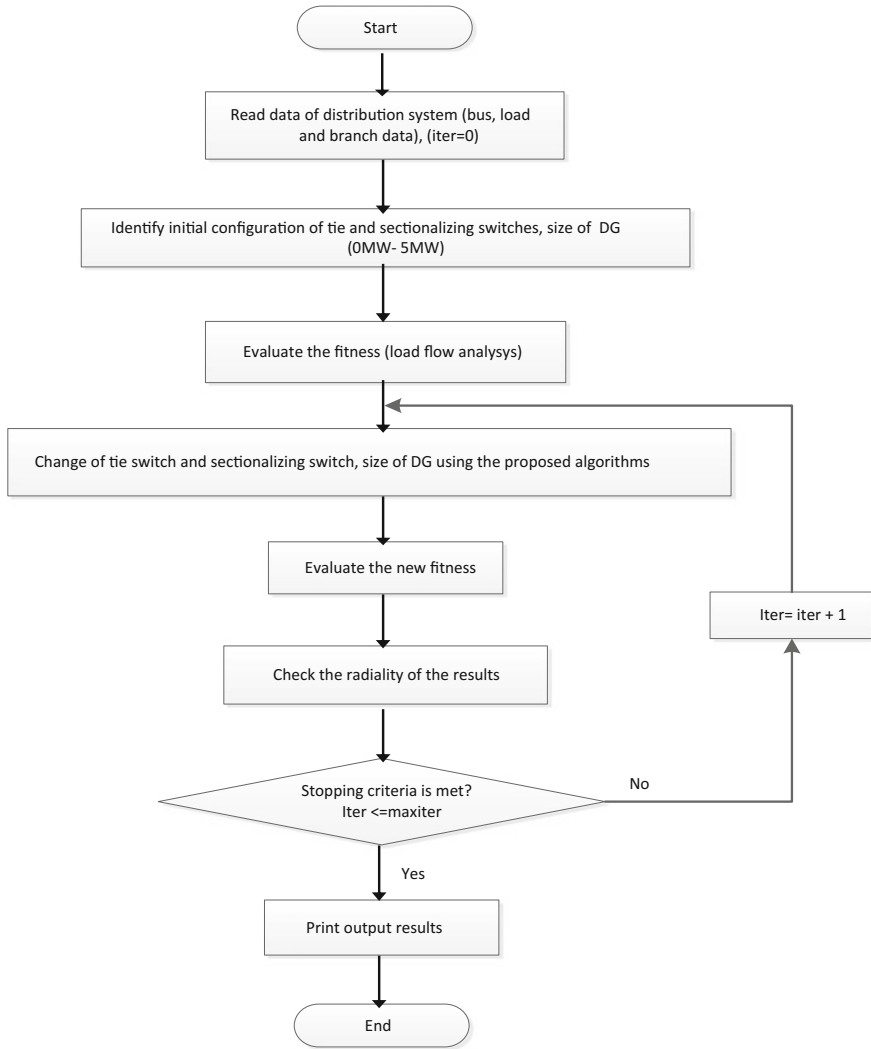 Start
Read data of distribution system (bus, load
and branch data), (iter=0)
Identify initial configuration of tie and sectionalizing switches, size of DG
(0MW- 5MW)
Evaluate the fitness (load flow analysys)
Change of tie switch and sectionalizing switch, size of DG using the proposed algorithms
Evaluate the new fitness
Iter= iter + 1
Check the radiality of the results
Stopping criteria is met?
Iter <=maxiter
No
Yes
Print output results
End